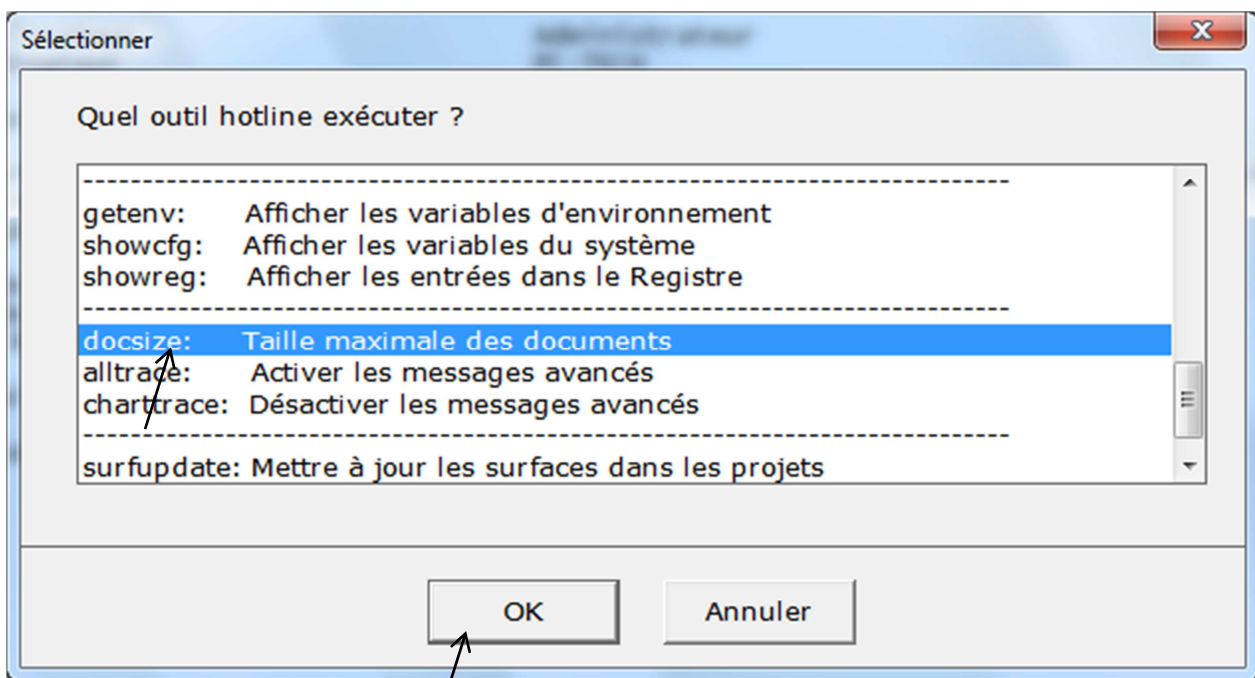 Sélectionner
Quel outil hotline exécuter ?
--------------------------------------------------------------------------------
getenv: Afficher les variables d'environnement
showcfg: Afficher les variables du système
showreg: Afficher les entrées dans le Registre
--------------------------------------------------------------------------------
docsize: Taille maximale des documents
alltrace: Activer les messages avancés
charttrace: Désactiver les messages avancés
--------------------------------------------------------------------------------
surfupdate: Mettre à jour les surfaces dans les projets
OK Annuler